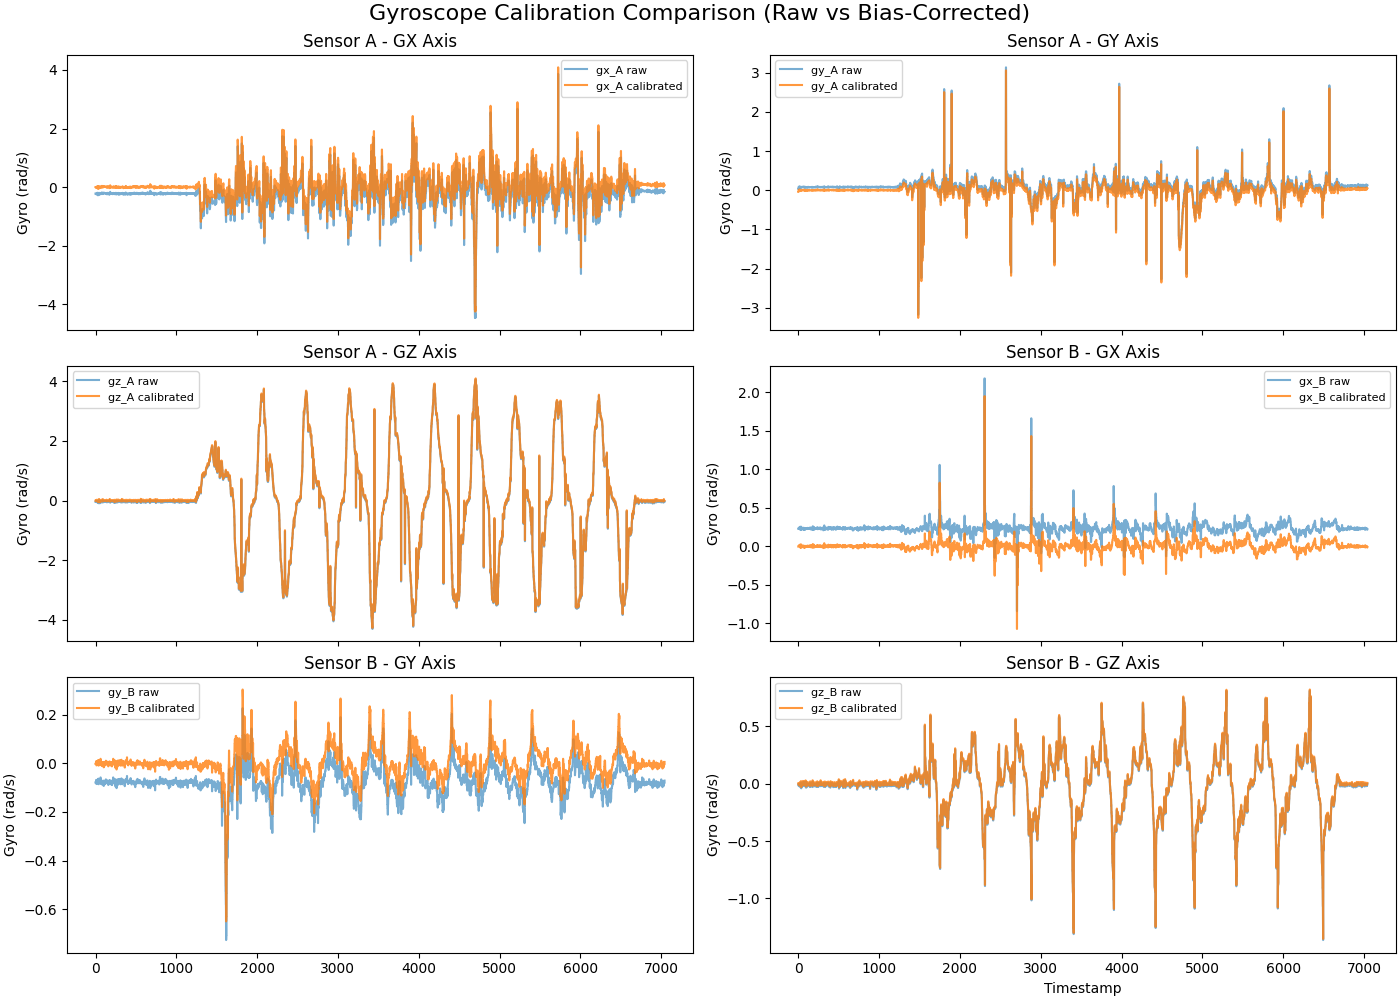 Gyroscope Calibration Comparison (Raw vs Bias-Corrected)
Sensor A - GX Axis
4
2
0
−2
−4
Gyro (rad/s)
gx_A raw
gx_A calibrated
Sensor A - GY Axis
3
2
1
0
−1
−2
−3
Gyro (rad/s)
gy_A raw
gy_A calibrated
Sensor A - GZ Axis
4
2
0
−2
−4
Gyro (rad/s)
gz_A raw
gz_A calibrated
Sensor B - GX Axis
2.0
1.5
1.0
0.5
0.0
−0.5
−1.0
Gyro (rad/s)
gx_B raw
gx_B calibrated
Sensor B - GY Axis
0.2
0.0
−0.2
−0.4
−0.6
Gyro (rad/s)
gy_B raw
gy_B calibrated
0 1000 2000 3000 4000 5000 6000 7000
Sensor B - GZ Axis
0.5
0.0
−0.5
−1.0
Gyro (rad/s)
gz_B raw
gz_B calibrated
0 1000 2000 3000 4000 5000 6000 7000
Timestamp